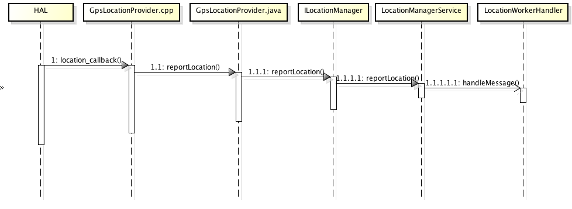 HAL
GpsLocationProvider.cpp
GpsLocationProvider.java
ILocationManager
LocationManagerService
LocationWorkerHandler
1: location_callback()
1.1: reportLocation()
1.1.1: reportLocation()
1.1.1.1: reportLocation()
1.1.1.1.1: handleMessage()
»